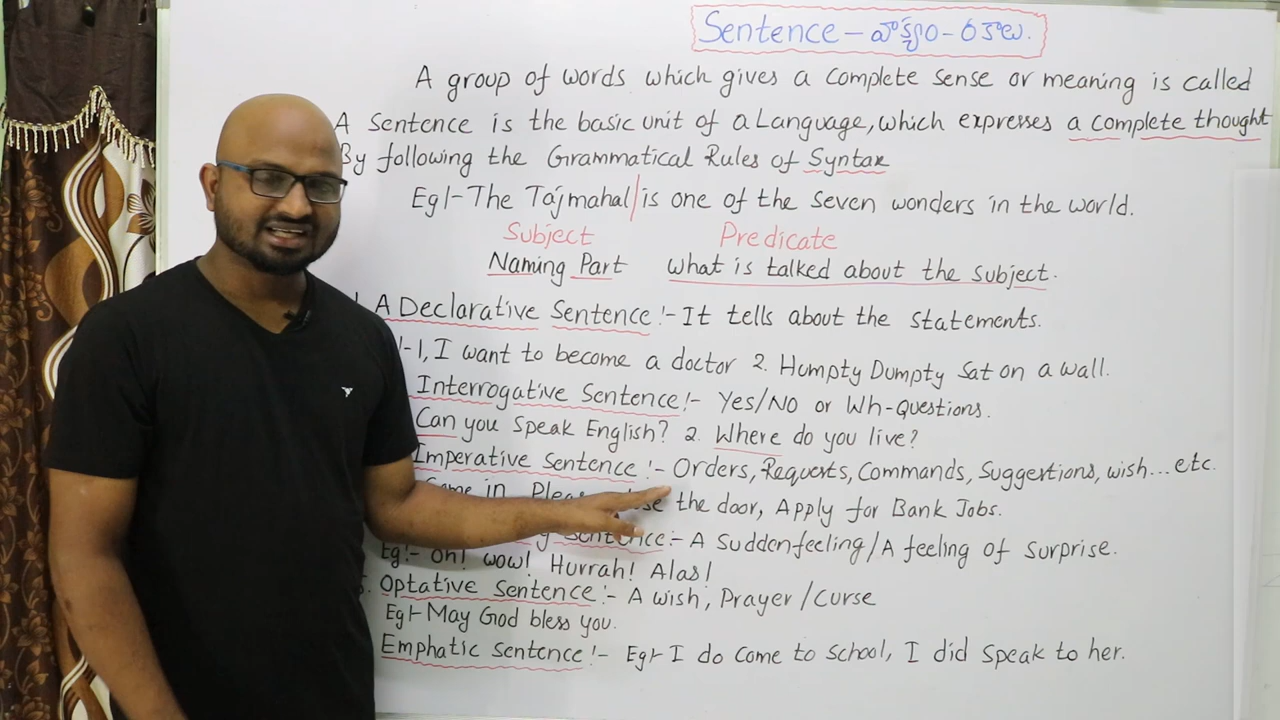 Sentence - వాక్యం - రకాలు.
A group of words which gives a complete sense or meaning is called
A Sentence is the basic unit of a Language, which expresses a complete thought
By following the Grammatical Rules of Syntax
Eg:- The Tajmahal/is one of the Seven wonders in the world.
Subject Predicate
Naming Part What is talked about the subject.
A Declarative Sentence:- It tells about the statements.
1, I want to become a doctor 2. Humpty Dumpty Sat on a wall.
Interrogative Sentence:- Yes/NO or Wh-Questions.
Can you Speak English? 2. Where do you live?
Imperative Sentence:- Orders, Requests, Commands, Suggestions, wish...etc.
Come in, the door, Apply for Bank Jobs.
Sentence:- A Sudden feeling/A feeling of Surprise.
Eg:- Oh! wow! Hurrah! Alas!
5. Optative Sentence:- A wish, Prayer/Curse
Eg:- May God bless you.
Emphatic Sentence:- Eg:- I do Come to School, I did Speak to her.